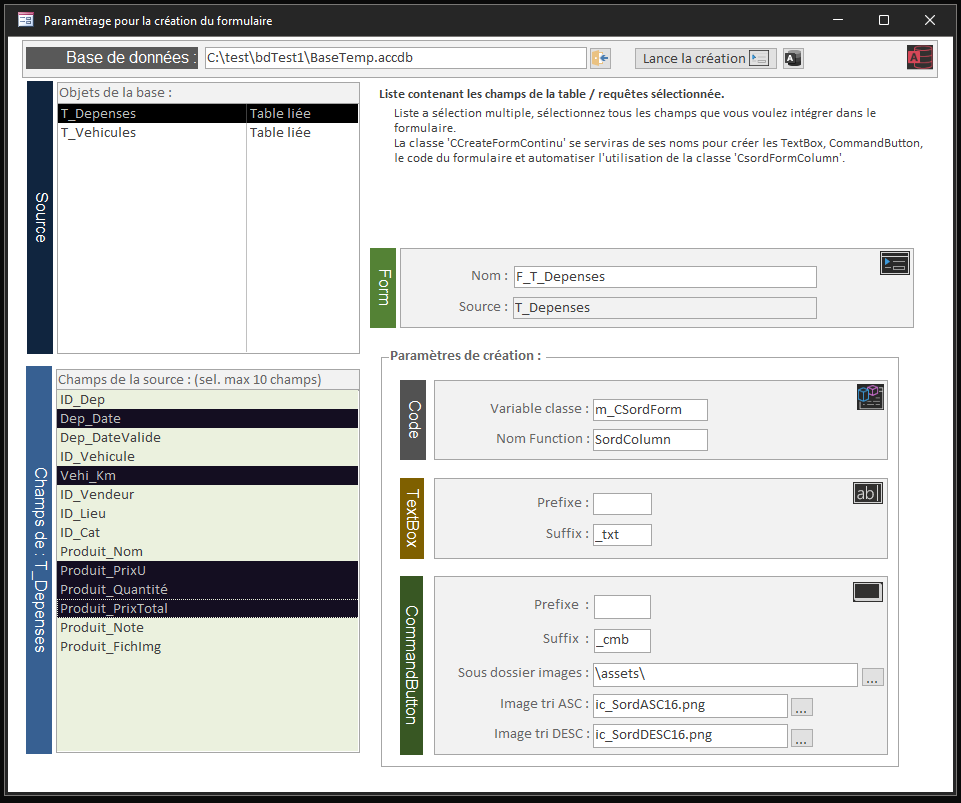 Paramètrage pour la création du formulaire
Base de données :
C:\test\bdTest1\BaseTemp.accdb
Lance la création
Objets de la base :
T_Depenses Table liée
T_Vehicules Table liée
Source
Liste contenant les champs de la table / requêtes sélectionnée.
Liste a sélection multiple, sélectionnez tous les champs que vous voulez intégrer dans le
formulaire.
La classe 'CCreateFormContinu' se serviras de ses noms pour créer les TextBox, CommandButton,
le code du formulaire et automatiser l'utilisation de la classe 'CsordFormColumn'.
Form
Nom : F_T_Depenses
Source : T_Depenses
Champs de : T_Depenses
Champs de la source : (sel. max 10 champs)
ID_Dep
Dep_Date
Dep_DateValide
ID_Vehicule
Vehi_Km
ID_Vendeur
ID_Lieu
ID_Cat
Produit_Nom
Produit_PrixU
Produit_Quantité
Produit_PrixTotal
Produit_Note
Produit_FichImg
Paramètres de création :
Code
Variable classe : m_CSordForm
Nom Function : SordColumn
TextBox
ab|
Prefixe :
Suffix : _txt
CommandButton
Prefixe :
Suffix : _cmb
Sous dossier images : \assets\ ...
Image tri ASC : ic_SordASC16.png ...
Image tri DESC : ic_SordDESC16.png ...